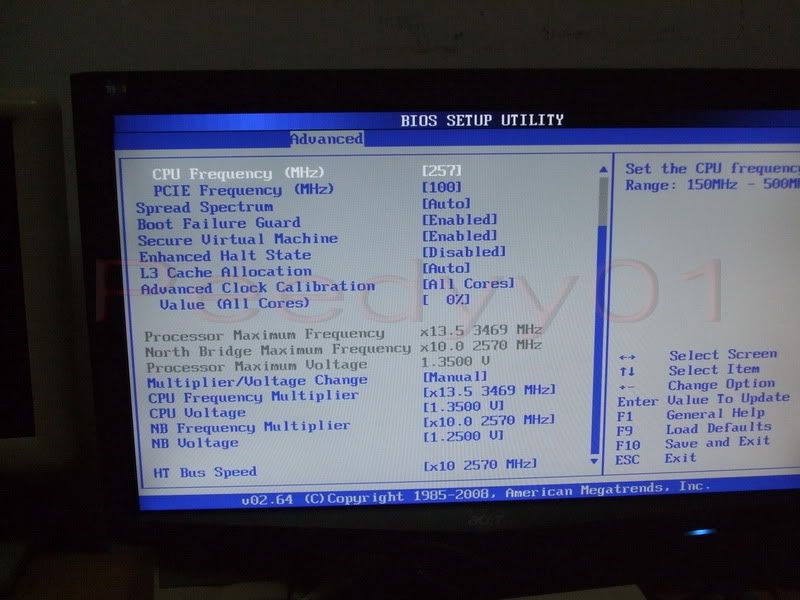 BIOS SETUP UTILITY
Advanced
CPU Frequency (MHz) [257]
PCIE Frequency (MHz) [100]
Spread Spectrum [Auto]
Boot Failure Guard [Enabled]
Secure Virtual Machine [Enabled]
Enhanced Halt State [Disabled]
L3 Cache Allocation [Auto]
Advanced Clock Calibration [All Cores]
Value (All Cores) [ 0%]
Processor Maximum Frequency x13.5 3469 MHz
North Bridge Maximum Frequency x10.0 2570 MHz
Processor Maximum Voltage 1.3500 V
Multiplier/Voltage Change [Manual]
CPU Frequency Multiplier [x13.5 3469 MHz]
CPU Voltage [1.3500 V]
NB Frequency Multiplier [x10.0 2570 MHz]
NB Voltage [1.2500 V]
HT Bus Speed [x10 2570 MHz]
Set the CPU frequency
Range: 150MHz - 500M
↔ Select Screen
↑↓ Select Item
+- Change Option
Enter Value To Update
F1 General Help
F9 Load Defaults
F10 Save and Exit
ESC Exit
v02.64 (C)Copyright 1985-2008, American Megatrends, Inc.
acer